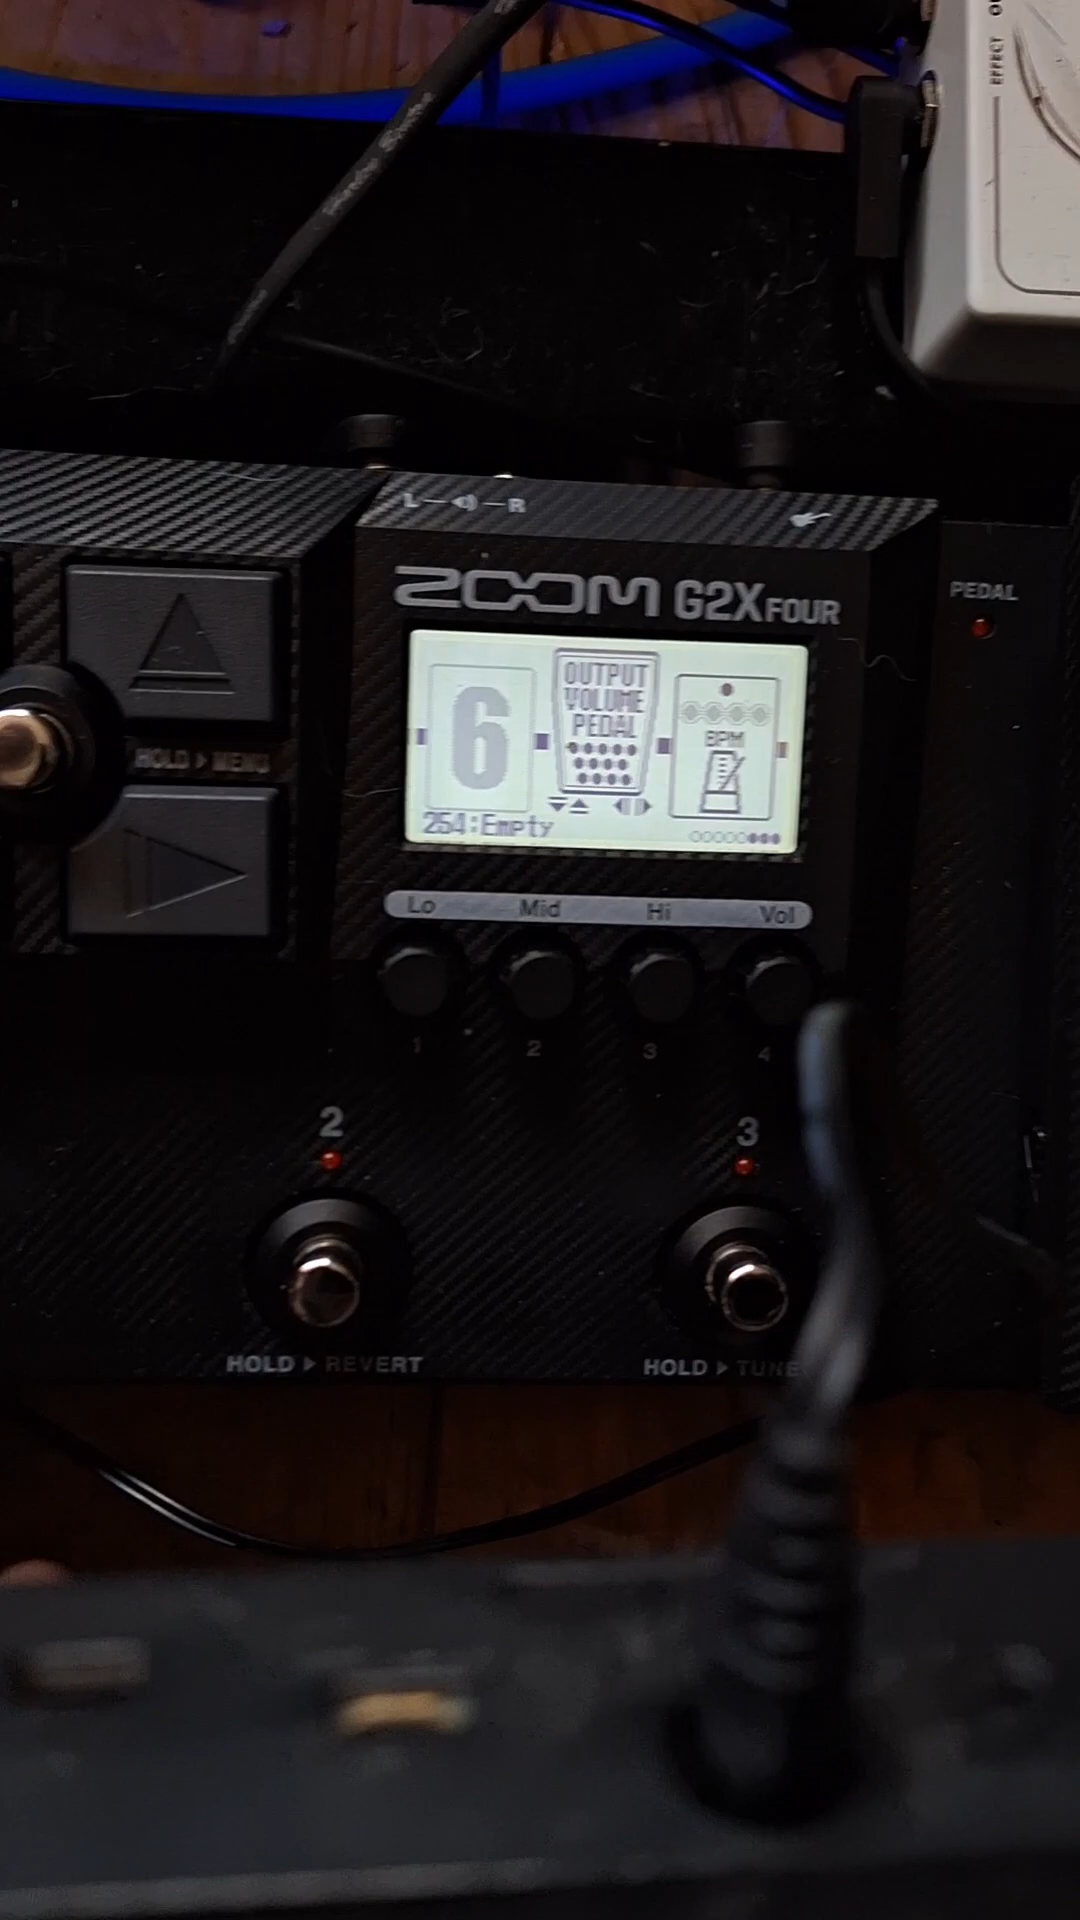 EFFECT
L R
ZOOM G2X FOUR
PEDAL
OUTPUT
VOLUME
PEDAL
6
BPM
254:Empty
HOLD MENU
Lo Mid Hi Vol
1 2 3 4
2 3
HOLD REVERT
HOLD TUNE